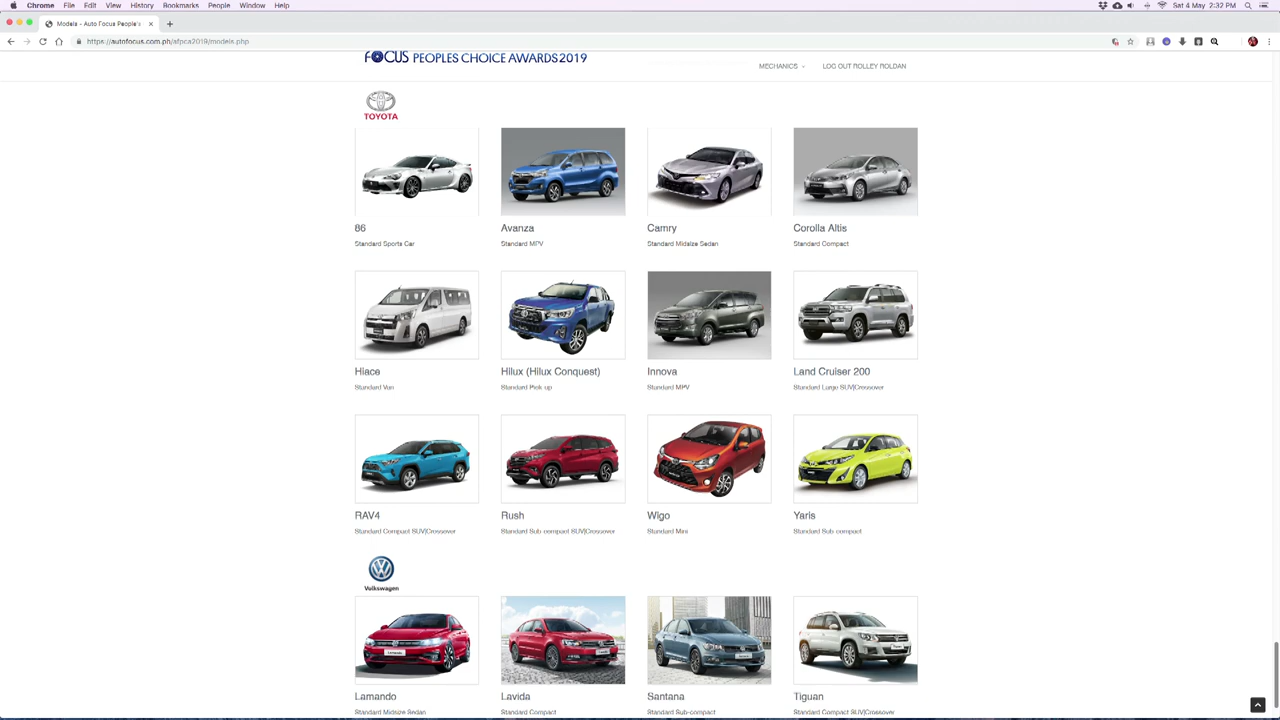 Chrome File Edit View History Bookmarks People Window Help
Sat 4 May 2:32 PM
Models - Auto Focus People's
https://autofocus.com.ph/afpca2019/models.php
FOCUS PEOPLES CHOICE AWARDS 2019
MECHANICS
LOG OUT ROLLEY ROLDAN
TOYOTA
86 Avanza Camry Corolla Altis
Standard Sports Car Standard MPV Standard Midsize Sedan Standard Compact
Hiace Hilux (Hilux Conquest) Innova Land Cruiser 200
Standard Van Standard Pick-up Standard MPV Standard Large SUV|Crossover
RAV4 Rush Wigo Yaris
Standard Compact SUV|Crossover Standard Sub-compact SUV|Crossover Standard Mini Standard Sub-compact
Volkswagen
Lamando Lavida Santana Tiguan
Standard Midsize Sedan Standard Compact Standard Sub-compact Standard Compact SUV|Crossover